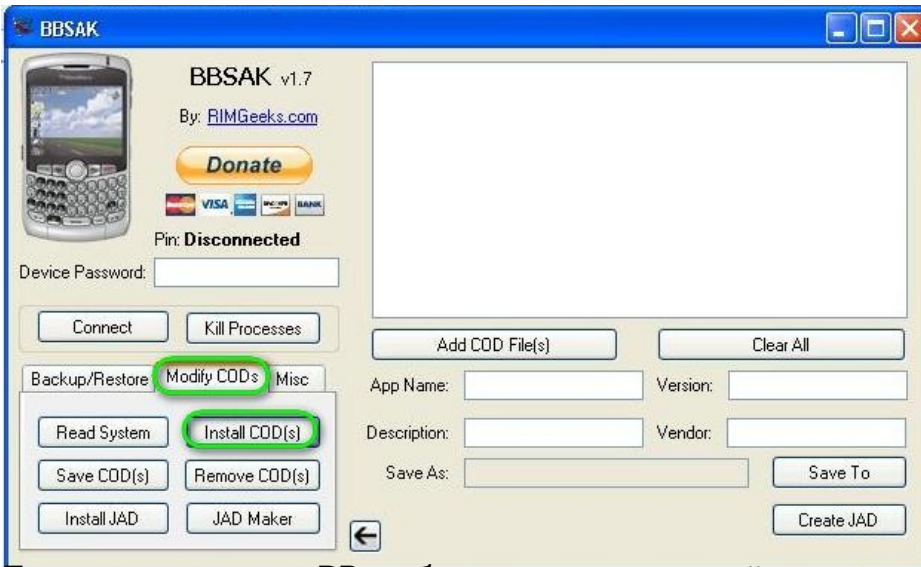 BBSAK
BBSAK v1.7
By: RIMGeeks.com
Donate
VISA
BANK
Pin: Disconnected
Device Password:
Connect
Kill Processes
Backup/Restore
Modify CODs
Misc
Read System
Install COD(s)
Save COD(s)
Remove COD(s)
Install JAD
JAD Maker
Add COD File(s)
Clear All
App Name:
Version:
Description:
Vendor:
Save As:
Save To
Create JAD